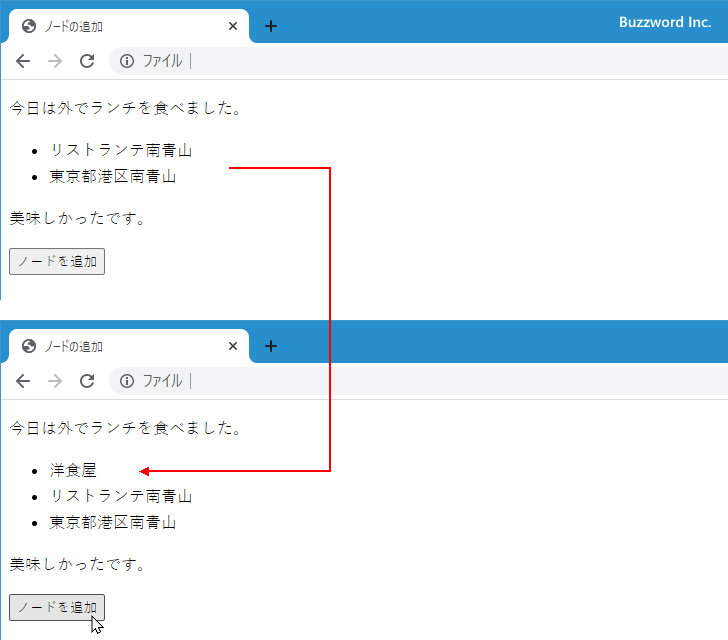 ノードの追加
Buzzword Inc.
ファイル
今日は外でランチを食べました。
リストランテ南青山
東京都港区南青山
美味しかったです。
ノードを追加
ノードの追加
ファイル
今日は外でランチを食べました。
洋食屋
リストランテ南青山
東京都港区南青山
美味しかったです。
ノードを追加